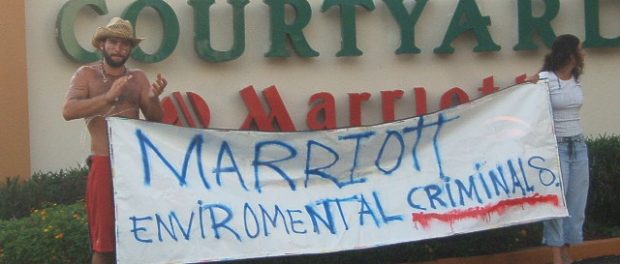 COURTYARD
Marriott
MARRIOTT
ENVIROMENTAL CRIMINALS.